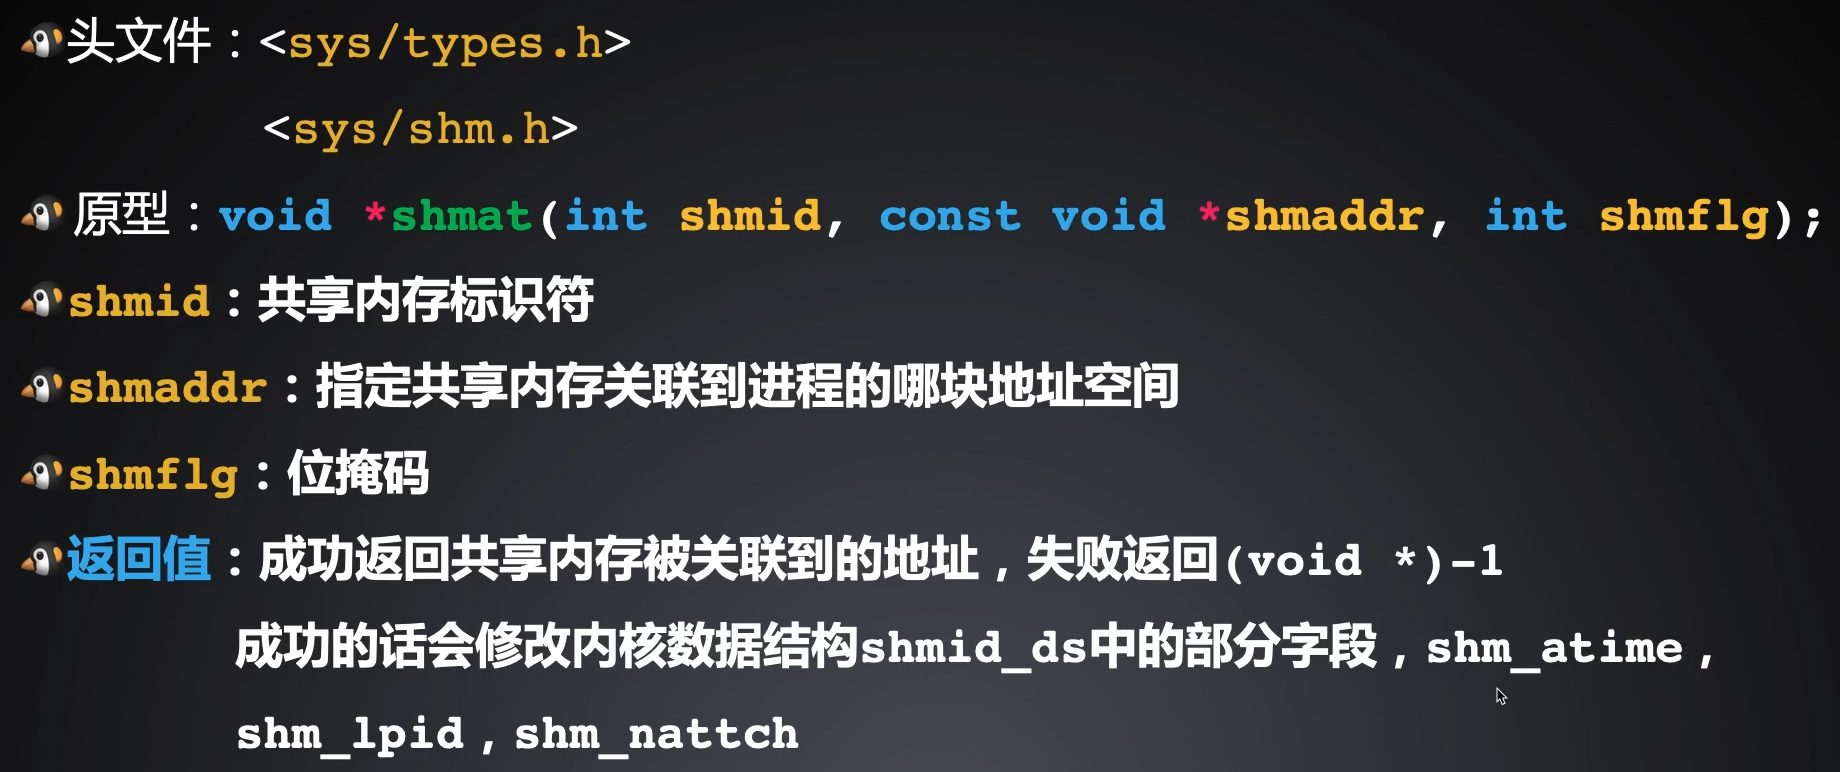 头文件：<sys/types.h>
<sys/shm.h>
原型：void *shmat(int shmid, const void *shmaddr, int shmflg);
shmid：共享内存标识符
shmaddr：指定共享内存关联到进程的哪块地址空间
shmflg：位掩码
返回值：成功返回共享内存被关联到的地址，失败返回(void *)-1
成功的话会修改内核数据结构shmid_ds中的部分字段，shm_atime，
shm_lpid，shm_nattch